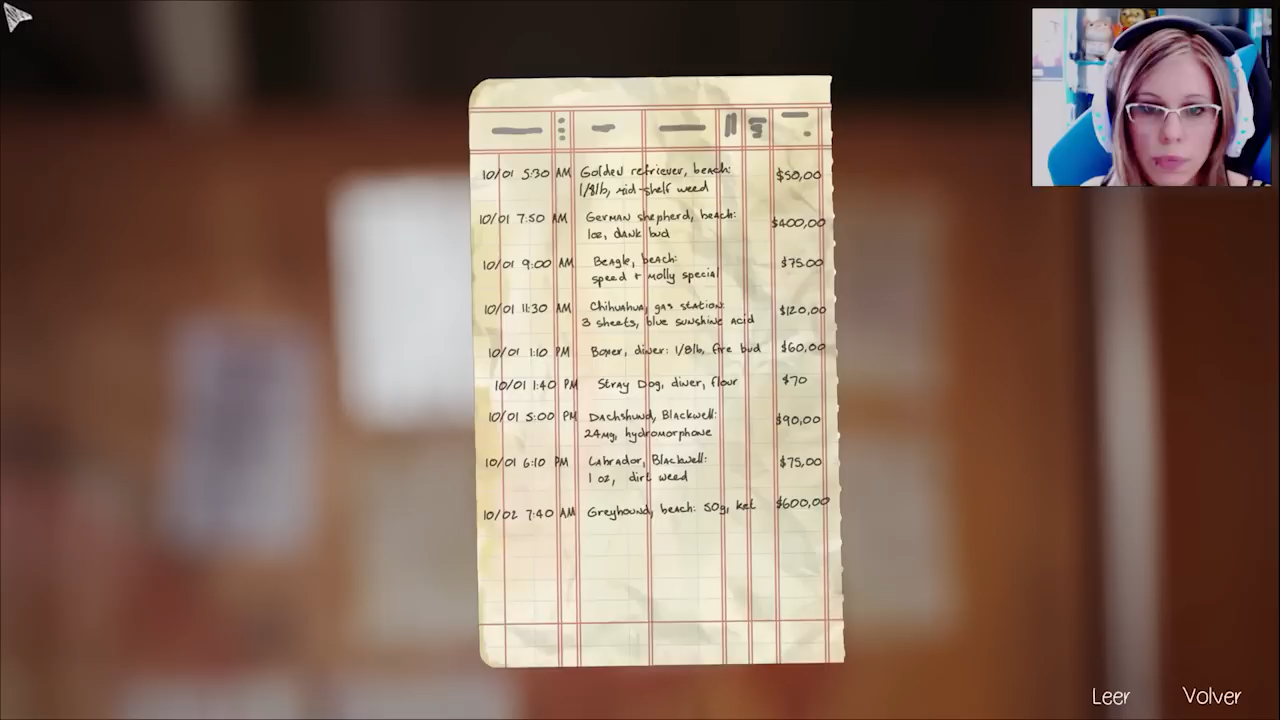 10/01 5:30 AM Golden retriever, beach: $50,00
1/8lb, mid-shelf weed
10/01 7:50 AM German shepherd, beach: $400,00
1oz, dank bud
10/01 9:00 AM Beagle, beach: $75.00
speed + molly special
10/01 11:30 AM Chihuahua, gas station: $120,00
3 sheets, blue sunshine acid
10/01 1:10 PM Boxer, diner: 1/8lb, fire bud $60,00
10/01 1:40 PM Stray Dog, diner, flour $70
10/01 5:00 PM Dachshund, Blackwell: $90,00
24mg, hydromorphone
10/01 6:10 PM Labrador, Blackwell: $75,00
1 oz, dirt weed
10/02 7:40 AM Greyhound, beach: 50g, ket $600,00
Leer Volver